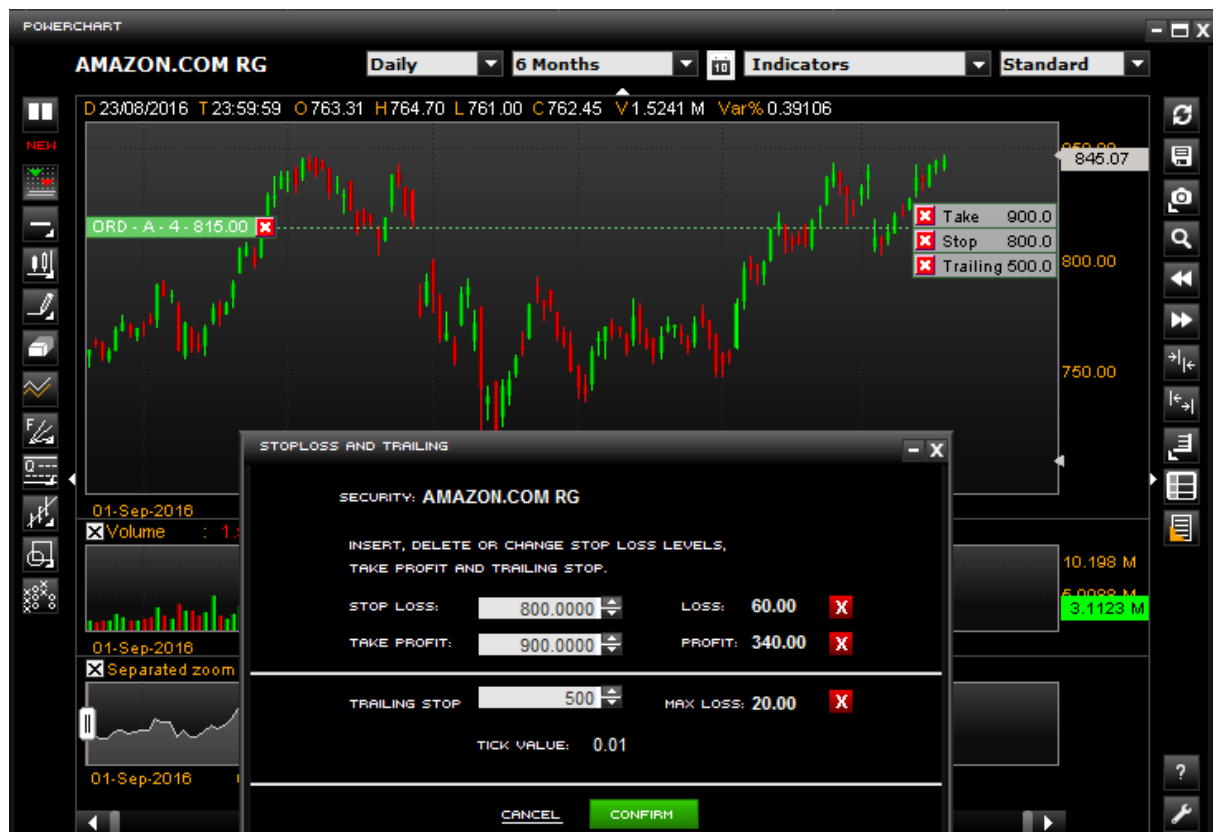 POWERCHART
AMAZON.COM RG Daily 6 Months 10 Indicators Standard
D 23/08/2016 T 23:59:59 O 763.31 H 764.70 L 761.00 C 762.45 V 1.5241 M Var% 0.39106
NEW
845.07
ORD - A - 4 - 815.00
Take 900.0
Stop 800.0
Trailing 500.0
800.00
750.00
01-Sep-2016
Volume :
10.198 M
3.1123 M
01-Sep-2016
Separated zoom
01-Sep-2016
STOPLOSS AND TRAILING
SECURITY: AMAZON.COM RG
INSERT, DELETE OR CHANGE STOP LOSS LEVELS,
TAKE PROFIT AND TRAILING STOP.
STOP LOSS: 800.0000 LOSS: 60.00 X
TAKE PROFIT: 900.0000 PROFIT: 340.00 X
TRAILING STOP 500 MAX LOSS: 20.00 X
TICK VALUE: 0.01
CANCEL CONFIRM